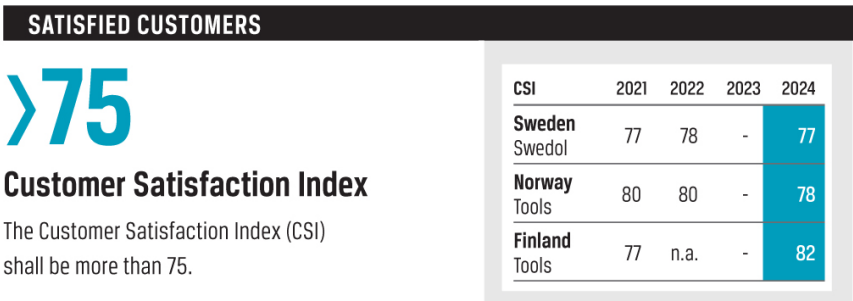 SATISFIED CUSTOMERS
>75
Customer Satisfaction Index
The Customer Satisfaction Index (CSI)
shall be more than 75.
CSI 2021 2022 2023 2024
Sweden
Swedol 77 78 - 77
Norway
Tools 80 80 - 78
Finland
Tools 77 n.a. - 82